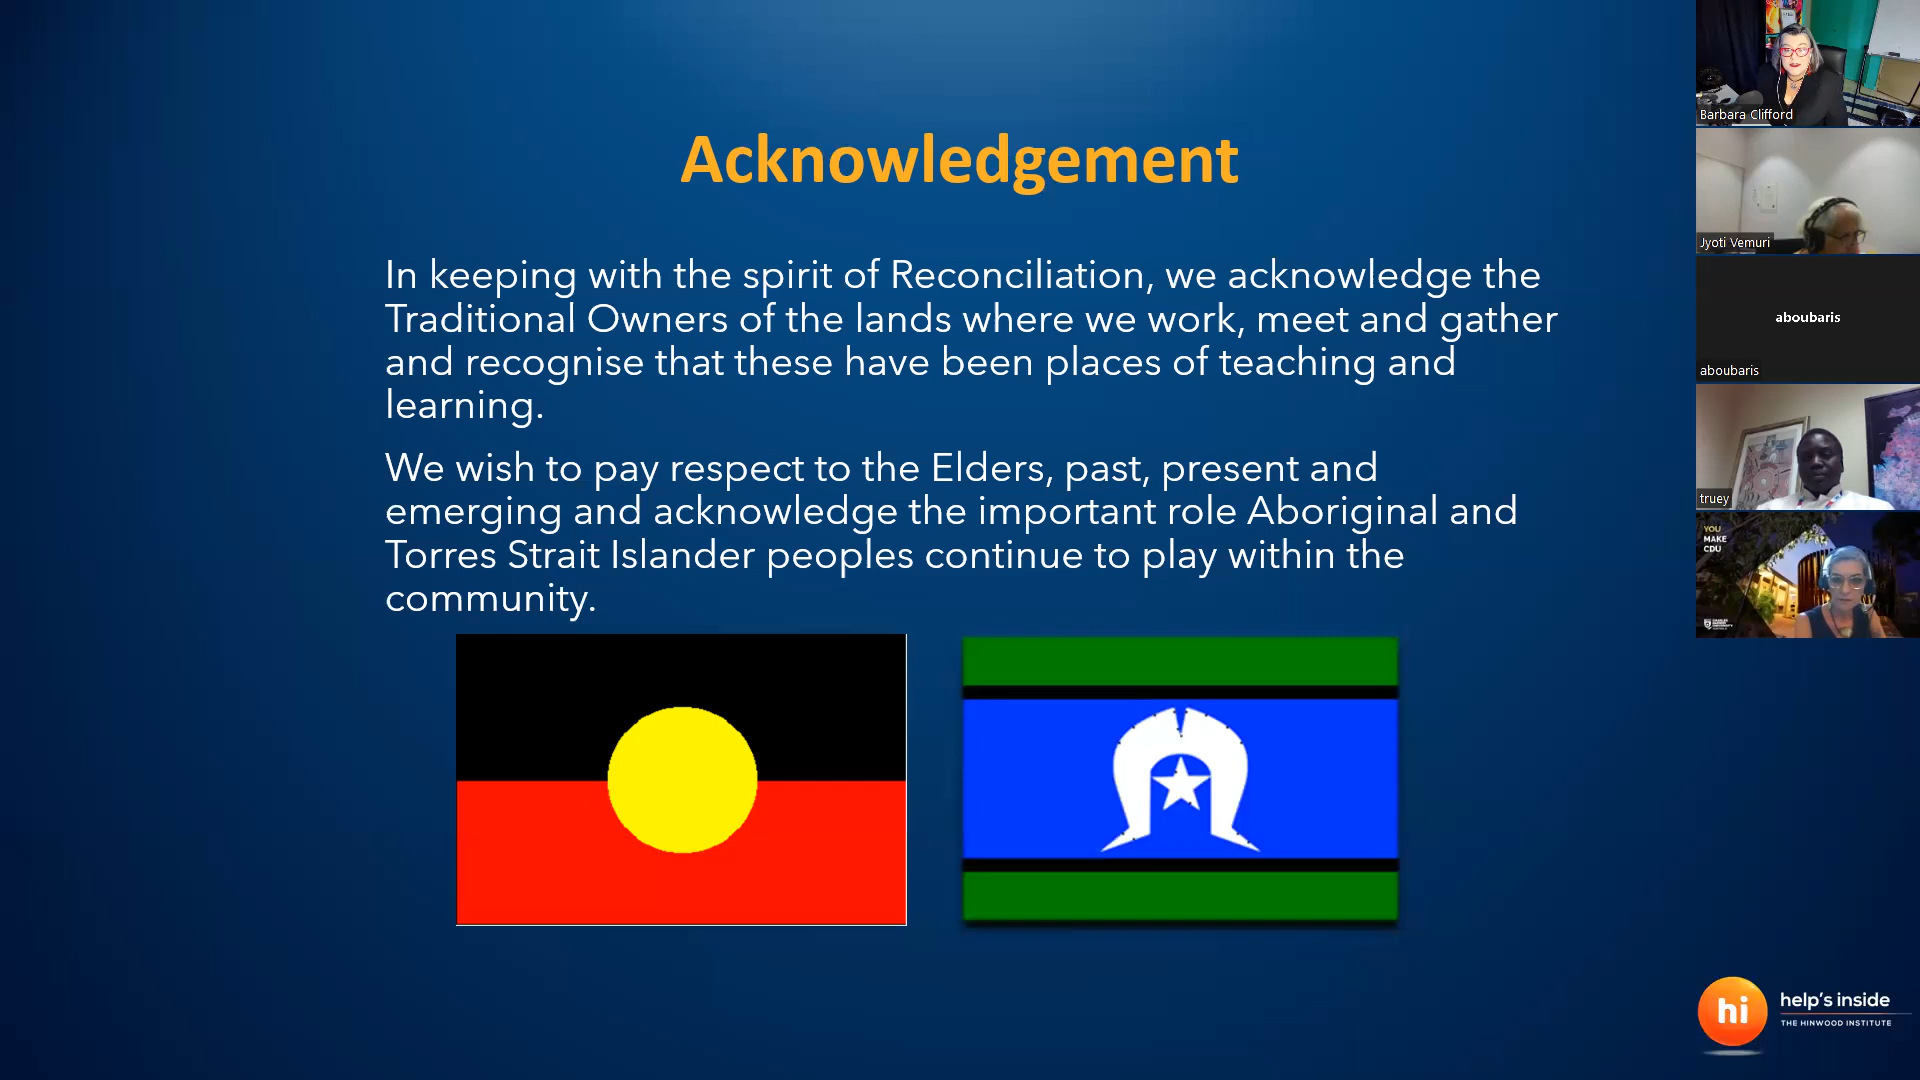 Acknowledgement
In keeping with the spirit of Reconciliation, we acknowledge the
Traditional Owners of the lands where we work, meet and gather
and recognise that these have been places of teaching and
learning.
We wish to pay respect to the Elders, past, present and
emerging and acknowledge the important role Aboriginal and
Torres Strait Islander peoples continue to play within the
community.
Barbara Clifford
Jyoti Vemuri
aboubaris
aboubaris
truey
YOU
MAKE
CDU
CHARLES
DARWIN
UNIVERSITY
hi
help's inside
THE HINWOOD INSTITUTE